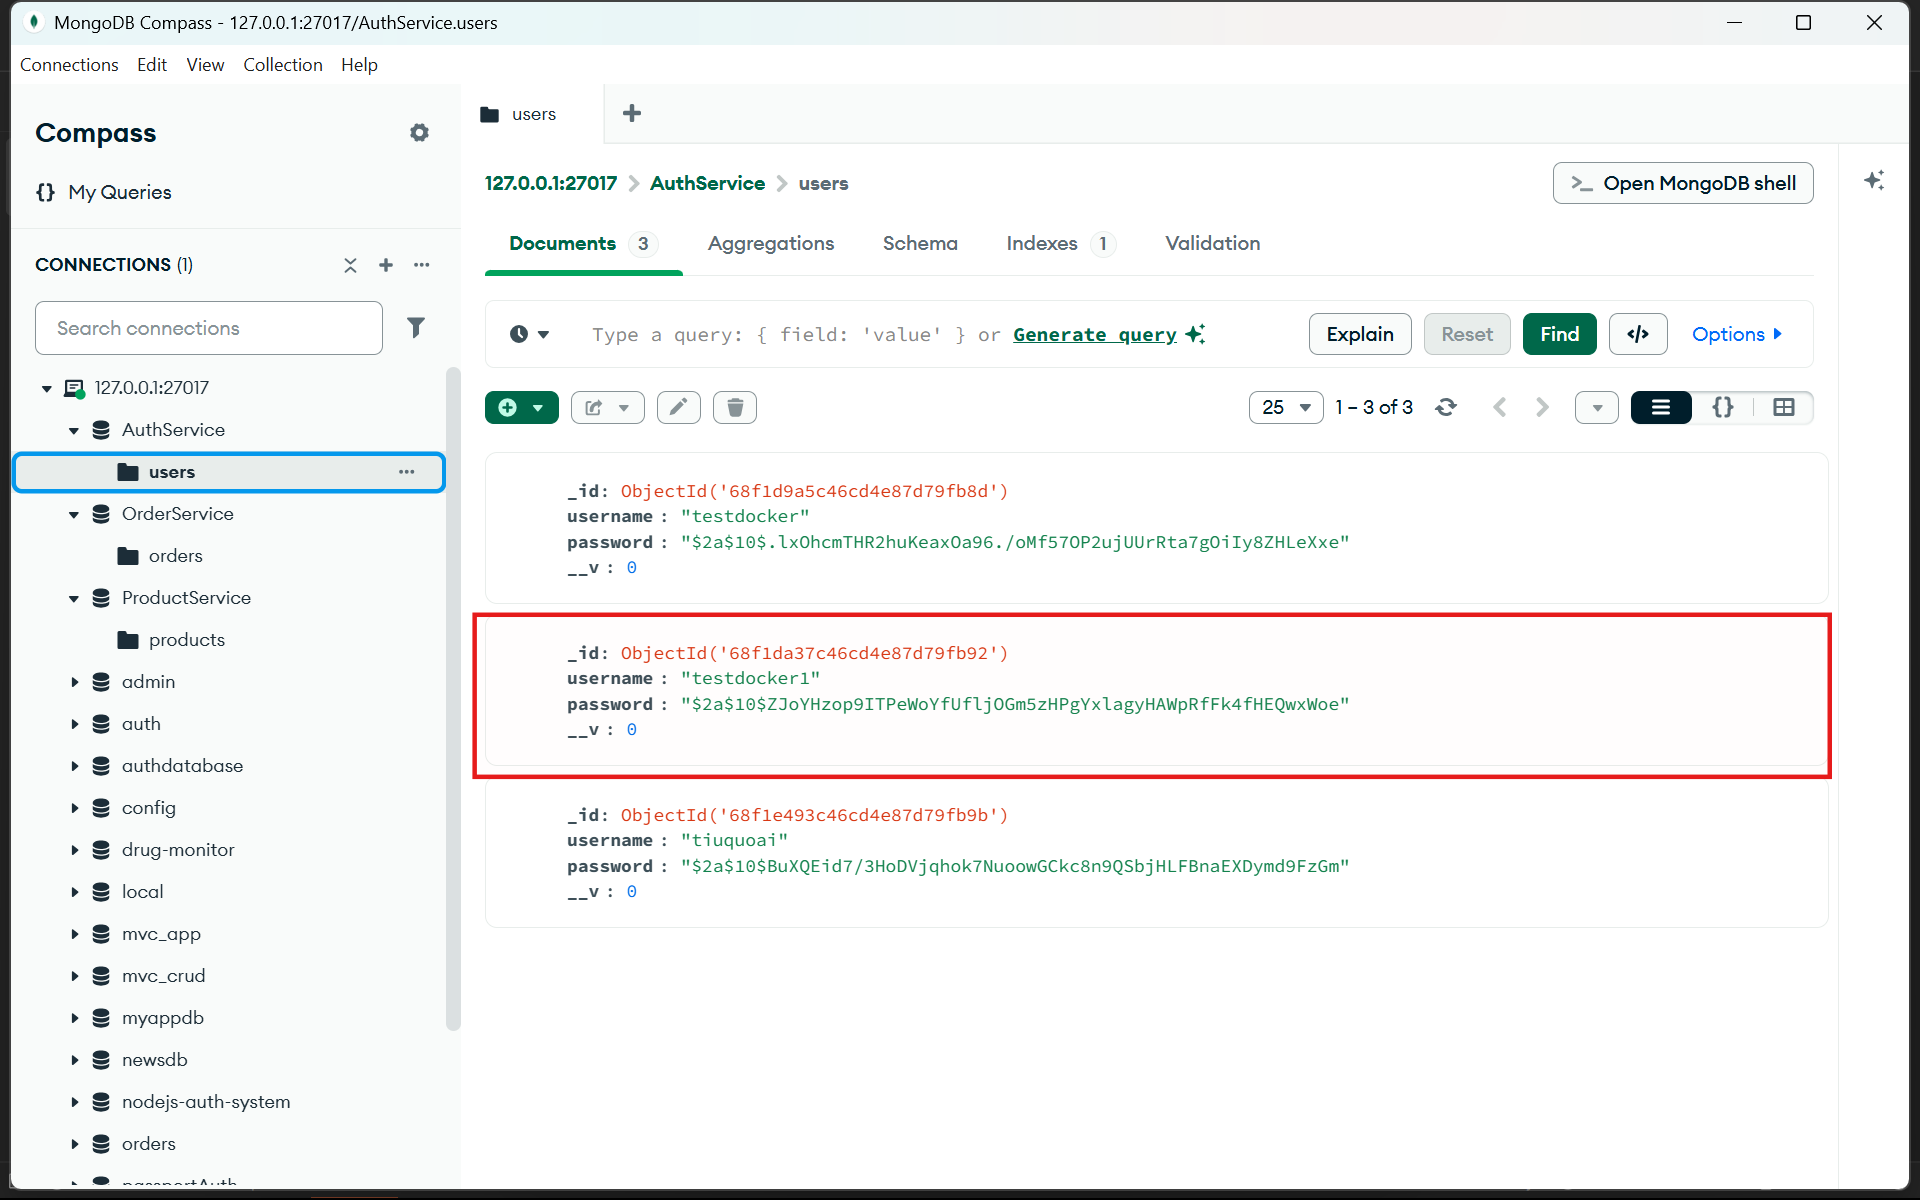 MongoDB Compass - 127.0.0.1:27017/AuthService.users
Connections Edit View Collection Help
Compass
{} My Queries
CONNECTIONS (1)
Search connections
127.0.0.1:27017
AuthService
users
OrderService
orders
ProductService
products
admin
auth
authdatabase
config
drug-monitor
local
mvc_app
mvc_crud
myappdb
newsdb
nodejs-auth-system
orders
passportAuth
users
127.0.0.1:27017 > AuthService > users
>_ Open MongoDB shell
Documents 3 Aggregations Schema Indexes 1 Validation
Type a query: { field: 'value' } or Generate query
Explain Reset Find </> Options
25 1 – 3 of 3 {}
_id: ObjectId('68f1d9a5c46cd4e87d79fb8d')
username : "testdocker"
password : "$2a$10$.lxOhcmTHR2huKeaxOa96./oMf57OP2ujUUrRta7gOiIy8ZHLeXxe"
__v : 0
_id: ObjectId('68f1da37c46cd4e87d79fb92')
username : "testdocker1"
password : "$2a$10$ZJoYHzop9ITPeWoYfUfljOGm5zHPgYxlagyHAWpRfFk4fHEQwxWoe"
__v : 0
_id: ObjectId('68f1e493c46cd4e87d79fb9b')
username : "tiuquoai"
password : "$2a$10$BuXQEid7/3HoDVjqhok7NuoowGCkc8n9QSbjHLFBnaEXDymd9FzGm"
__v : 0